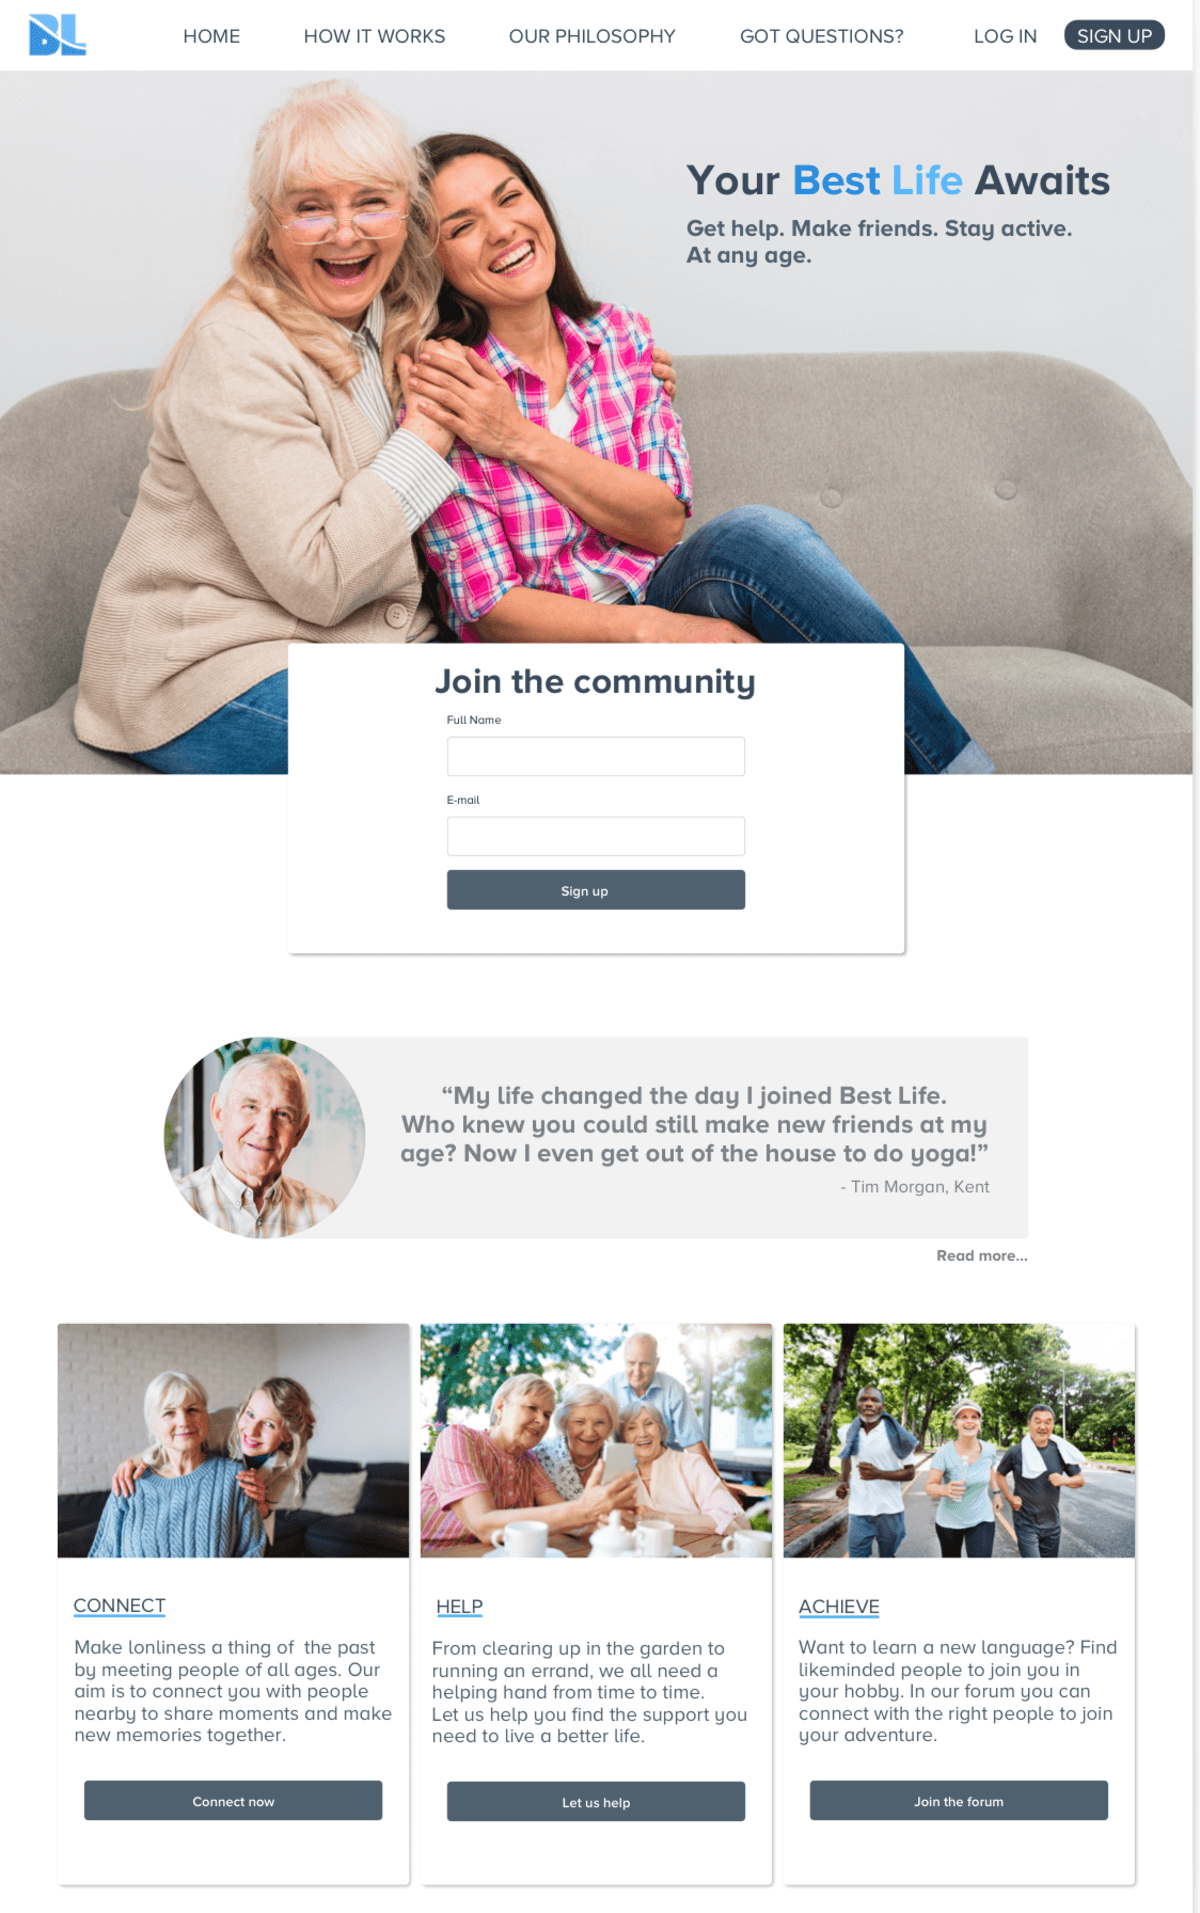 BL
HOME
HOW IT WORKS
OUR PHILOSOPHY
GOT QUESTIONS?
LOG IN
SIGN UP
Your Best Life Awaits
Get help. Make friends. Stay active.
At any age.
Join the community
Full Name
E-mail
Sign up
“My life changed the day I joined Best Life.
Who knew you could still make new friends at my
age? Now I even get out of the house to do yoga!”
- Tim Morgan, Kent
Read more...
CONNECT
Make lonliness a thing of  the past
by meeting people of all ages. Our
aim is to connect you with people
nearby to share moments and make
new memories together.
Connect now
HELP
From clearing up in the garden to
running an errand, we all need a
helping hand from time to time.
Let us help you find the support you
need to live a better life.
Let us help
ACHIEVE
Want to learn a new language? Find
likeminded people to join you in
your hobby. In our forum you can
connect with the right people to join
your adventure.
Join the forum